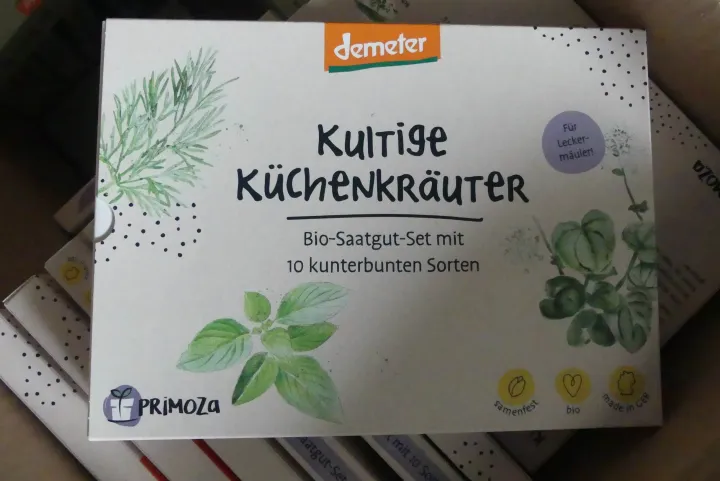 demeter
Kultige
Küchenkräuter
Für
Lecker-
mäuler!
Bio-Saatgut-Set mit
10 kunterbunten Sorten
PRiMOZa
samenfest
bio
made in GER
PRiMOZa